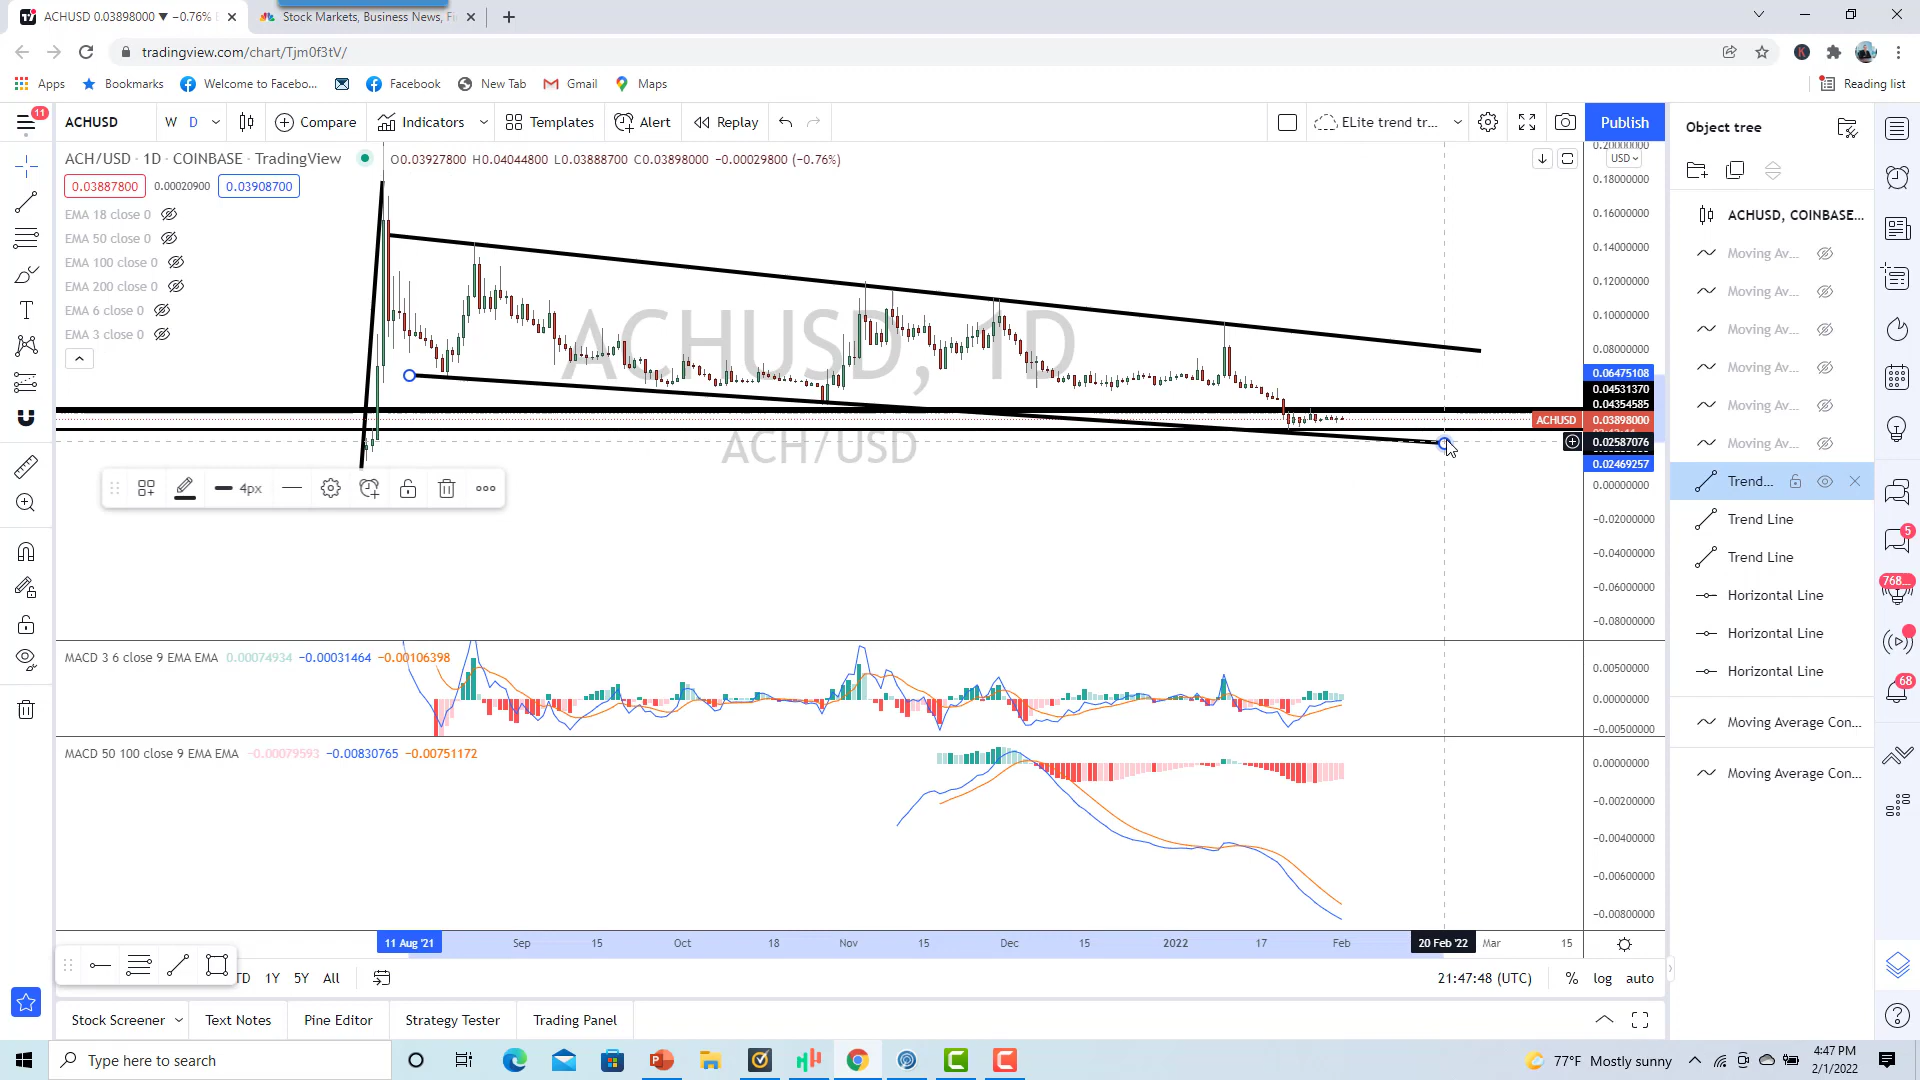 ACHUSD 0.03898000 ▼ −0.76%
Stock Markets, Business News, Fi
tradingview.com/chart/Tjm0f3tV/
Apps
Bookmarks
Welcome to Facebo...
Facebook
New Tab
Gmail
Maps
Reading list
11
ACHUSD
W
D
Compare
Indicators
Templates
Alert
Replay
ELite trend tr...
Publish
Object tree
ACH/USD · 1D · COINBASE · TradingView
O0.03927800 H0.04044800 L0.03888700 C0.03898000 −0.00029800 (−0.76%)
0.03887800
0.00020900
0.03908700
EMA 18 close 0
EMA 50 close 0
EMA 100 close 0
EMA 200 close 0
EMA 6 close 0
EMA 3 close 0
ACHUSD, 1D
ACH/USD
0.20000000
USD
0.18000000
0.16000000
0.14000000
0.12000000
0.10000000
0.08000000
0.06475108
0.04531370
0.04354585
ACHUSD
0.03898000
0.02587076
0.02469257
0.00000000
−0.02000000
−0.04000000
−0.06000000
−0.08000000
4px
ACHUSD, COINBASE...
Moving Av...
Moving Av...
Moving Av...
Moving Av...
Moving Av...
Moving Av...
Trend...
Trend Line
Trend Line
Horizontal Line
Horizontal Line
Horizontal Line
Moving Average Con...
Moving Average Con...
5
768...
68
MACD 3 6 close 9 EMA EMA 0.00074934 −0.00031464 −0.00106398
0.00500000
0.00000000
−0.00500000
MACD 50 100 close 9 EMA EMA −0.00079593 −0.00830765 −0.00751172
0.00000000
−0.00200000
−0.00400000
−0.00600000
−0.00800000
11 Aug '21
Sep
15
Oct
18
Nov
15
Dec
15
2022
17
Feb
20 Feb '22
Mar
15
TD
1Y
5Y
All
21:47:48 (UTC)
%
log
auto
Stock Screener
Text Notes
Pine Editor
Strategy Tester
Trading Panel
Type here to search
77°F Mostly sunny
4:47 PM
2/1/2022